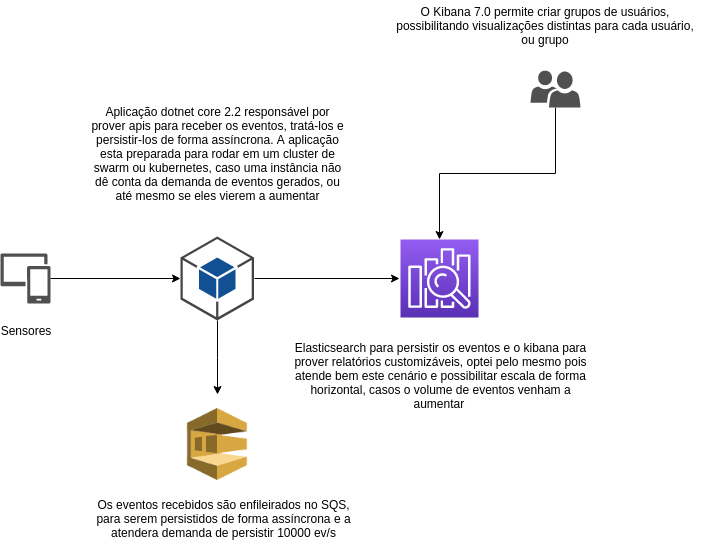 O Kibana 7.0 permite criar grupos de usuários,
possibilitando visualizações distintas para cada usuário,
ou grupo
Aplicação dotnet core 2.2 responsável por
prover apis para receber os eventos, tratá-los e
persistir-los de forma assíncrona. A aplicação
esta preparada para rodar em um cluster de
swarm ou kubernetes, caso uma instância não
dê conta da demanda de eventos gerados, ou
até mesmo se eles vierem a aumentar
Sensores
Elasticsearch para persistir os eventos e o kibana para
prover relatórios customizáveis, optei pelo mesmo pois
atende bem este cenário e possibilitar escala de forma
horizontal, casos o volume de eventos venham a
aumentar
Os eventos recebidos são enfileirados no SQS,
para serem persistidos de forma assíncrona e a
atendera demanda de persistir 10000 ev/s